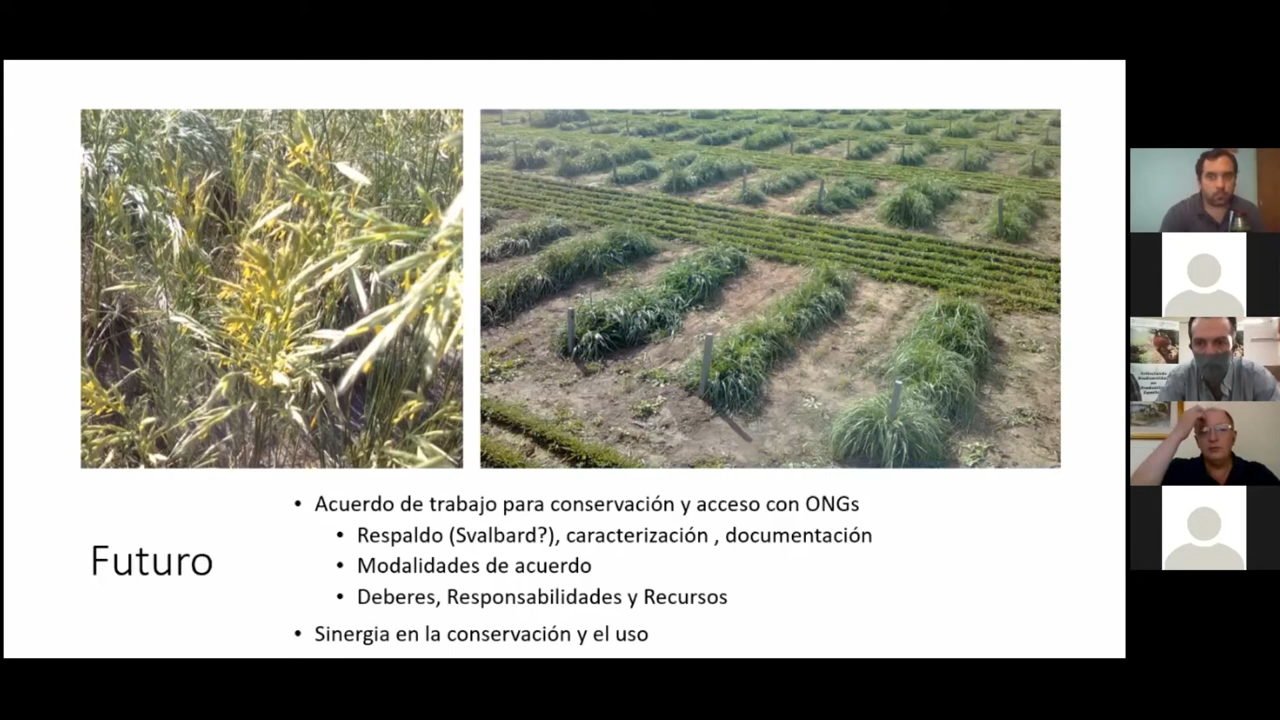 Futuro
• Acuerdo de trabajo para conservación y acceso con ONGs
• Respaldo (Svalbard?), caracterización , documentación
• Modalidades de acuerdo
• Deberes, Responsabilidades y Recursos
• Sinergia en la conservación y el uso